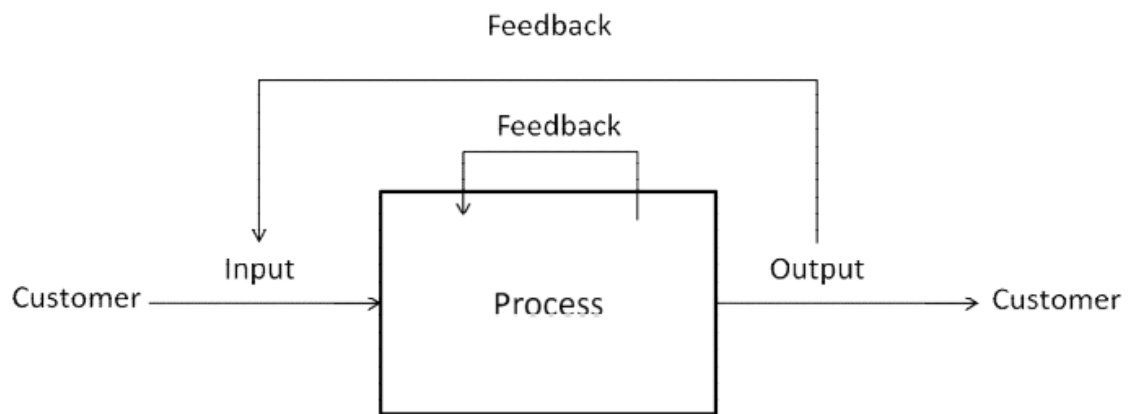 Feedback
Feedback
Input
Output
Customer
Process
Customer